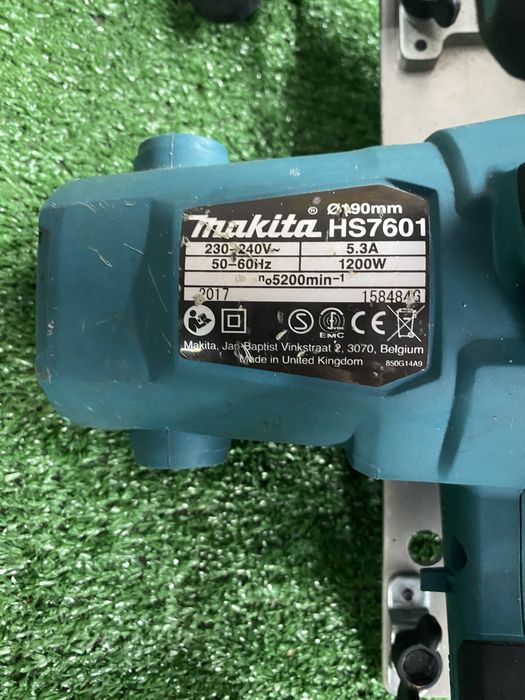 Ø190mm
makita® HS7601
230-240V~ 5.3A
50-60Hz 1200W
n₀5200min⁻¹
2017 158484G
S EMC CE
Makita, Jan-Baptist Vinkstraat 2, 3070, Belgium
Made in United Kingdom 850G14A9